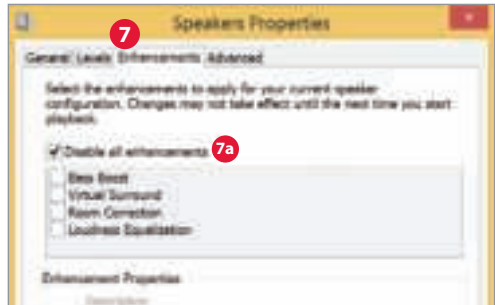 Speakers Properties
7
General Levels Enhancements Advanced
Select the enhancements to apply for your current speaker
configuration. Changes may not take effect until the next time you start
playback.
Disable all enhancements 7a
Bass Boost
Virtual Surround
Room Correction
Loudness Equalization
Enhancement Properties
Description